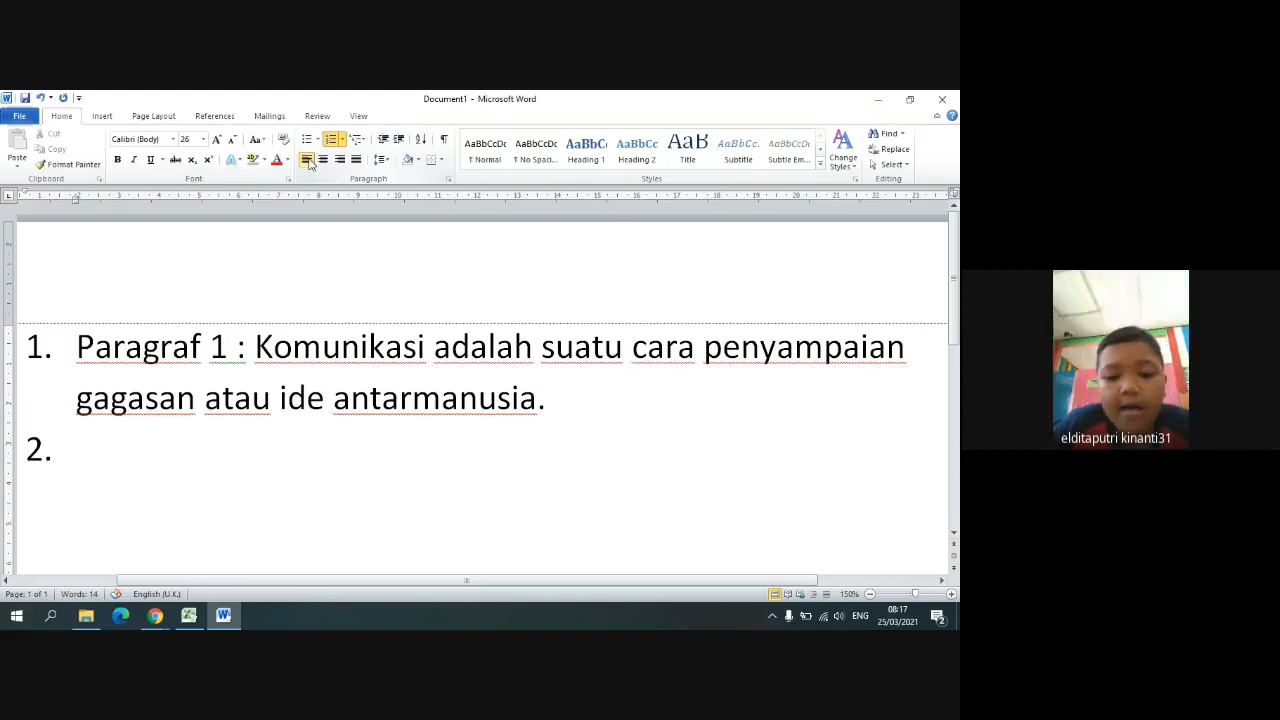 Document1 - Microsoft Word
File Home Insert Page Layout References Mailings Review View
Cut
Copy
Paste
Format Painter
Clipboard
Calibri (Body) 26
Font
Paragraph
AaBbCcDc AaBbCcDc AaBbC AaBbCc AaB AaBbCc. AaBbCcDc
¶ Normal ¶ No Spac... Heading 1 Heading 2 Title Subtitle Subtle Em...
Styles
Change
Styles
Find
Replace
Select
Editing
1. Paragraf 1 : Komunikasi adalah suatu cara penyampaian
gagasan atau ide antarmanusia.
2.
Page: 1 of 1 Words: 14 English (U.K.) 150%
ENG 08:17
25/03/2021
elditaputri kinanti31